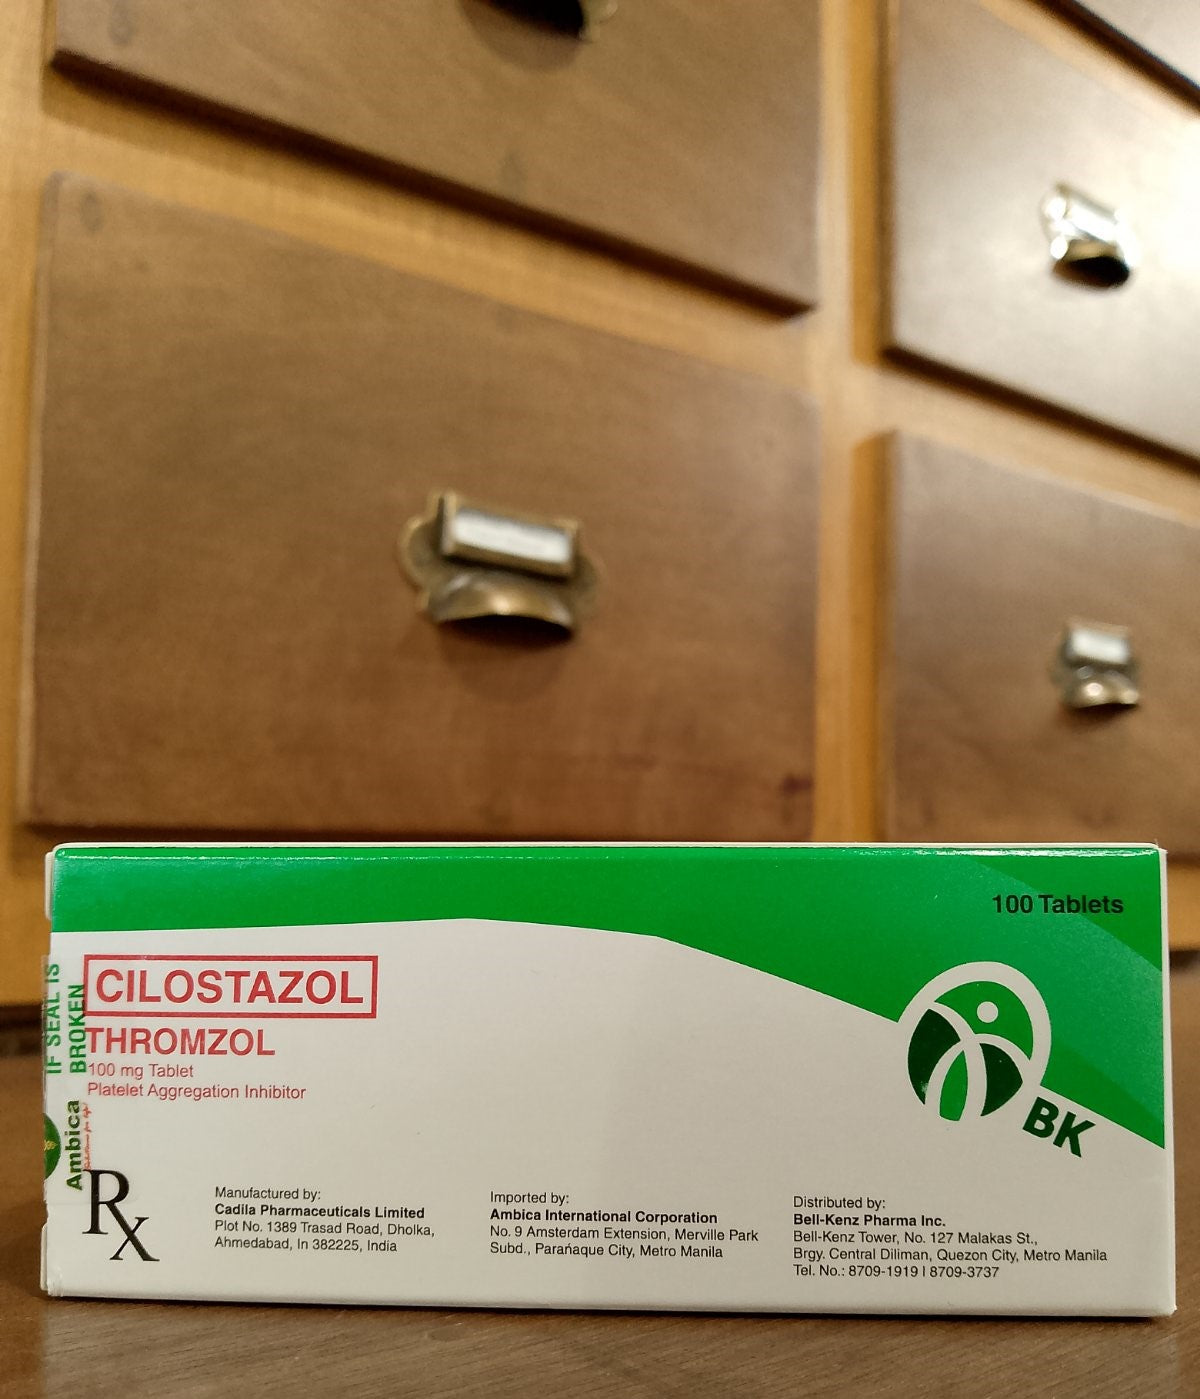 100 Tablets
CILOSTAZOL
THROMZOL
100 mg Tablet
Platelet Aggregation Inhibitor
IF SEAL IS
BROKEN
Ambica
BK
Rx
Manufactured by:
Cadila Pharmaceuticals Limited
Plot No. 1389 Trasad Road, Dholka,
Ahmedabad, In 382225, India
Imported by:
Ambica International Corporation
No. 9 Amsterdam Extension, Merville Park
Subd., Parańaque City, Metro Manila
Distributed by:
Bell-Kenz Pharma Inc.
Bell-Kenz Tower, No. 127 Malakas St.,
Brgy. Central Diliman, Quezon City, Metro Manila
Tel. No.: 8709-1919 | 8709-3737